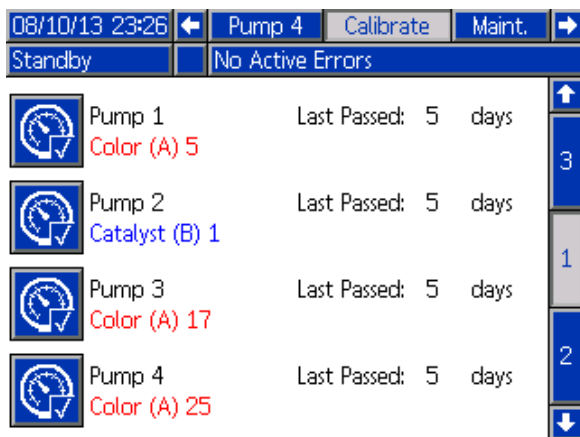 08/10/13 23:26 Pump 4 Calibrate Maint.
Standby No Active Errors
Pump 1 Last Passed: 5 days
Color (A) 5
3
Pump 2 Last Passed: 5 days
Catalyst (B) 1
1
Pump 3 Last Passed: 5 days
Color (A) 17
2
Pump 4 Last Passed: 5 days
Color (A) 25